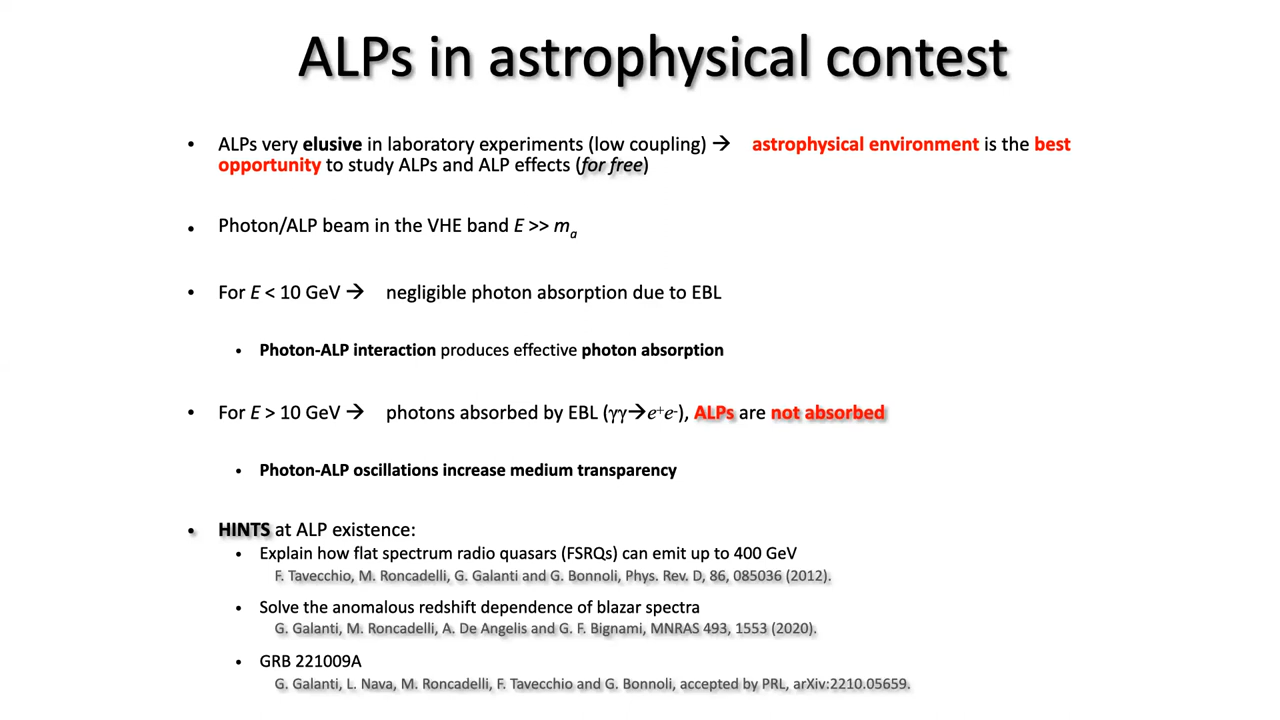 ALPs in astrophysical contest
• ALPs very elusive in laboratory experiments (low coupling) → astrophysical environment is the best
opportunity to study ALPs and ALP effects (for free)
• Photon/ALP beam in the VHE band E >> mₐ
• For E < 10 GeV → negligible photon absorption due to EBL
• Photon-ALP interaction produces effective photon absorption
• For E > 10 GeV → photons absorbed by EBL (γγ→e⁺e⁻), ALPs are not absorbed
• Photon-ALP oscillations increase medium transparency
• HINTS at ALP existence:
• Explain how flat spectrum radio quasars (FSRQs) can emit up to 400 GeV
F. Tavecchio, M. Roncadelli, G. Galanti and G. Bonnoli, Phys. Rev. D, 86, 085036 (2012).
• Solve the anomalous redshift dependence of blazar spectra
G. Galanti, M. Roncadelli, A. De Angelis and G. F. Bignami, MNRAS 493, 1553 (2020).
• GRB 221009A
G. Galanti, L. Nava, M. Roncadelli, F. Tavecchio and G. Bonnoli, accepted by PRL, arXiv:2210.05659.